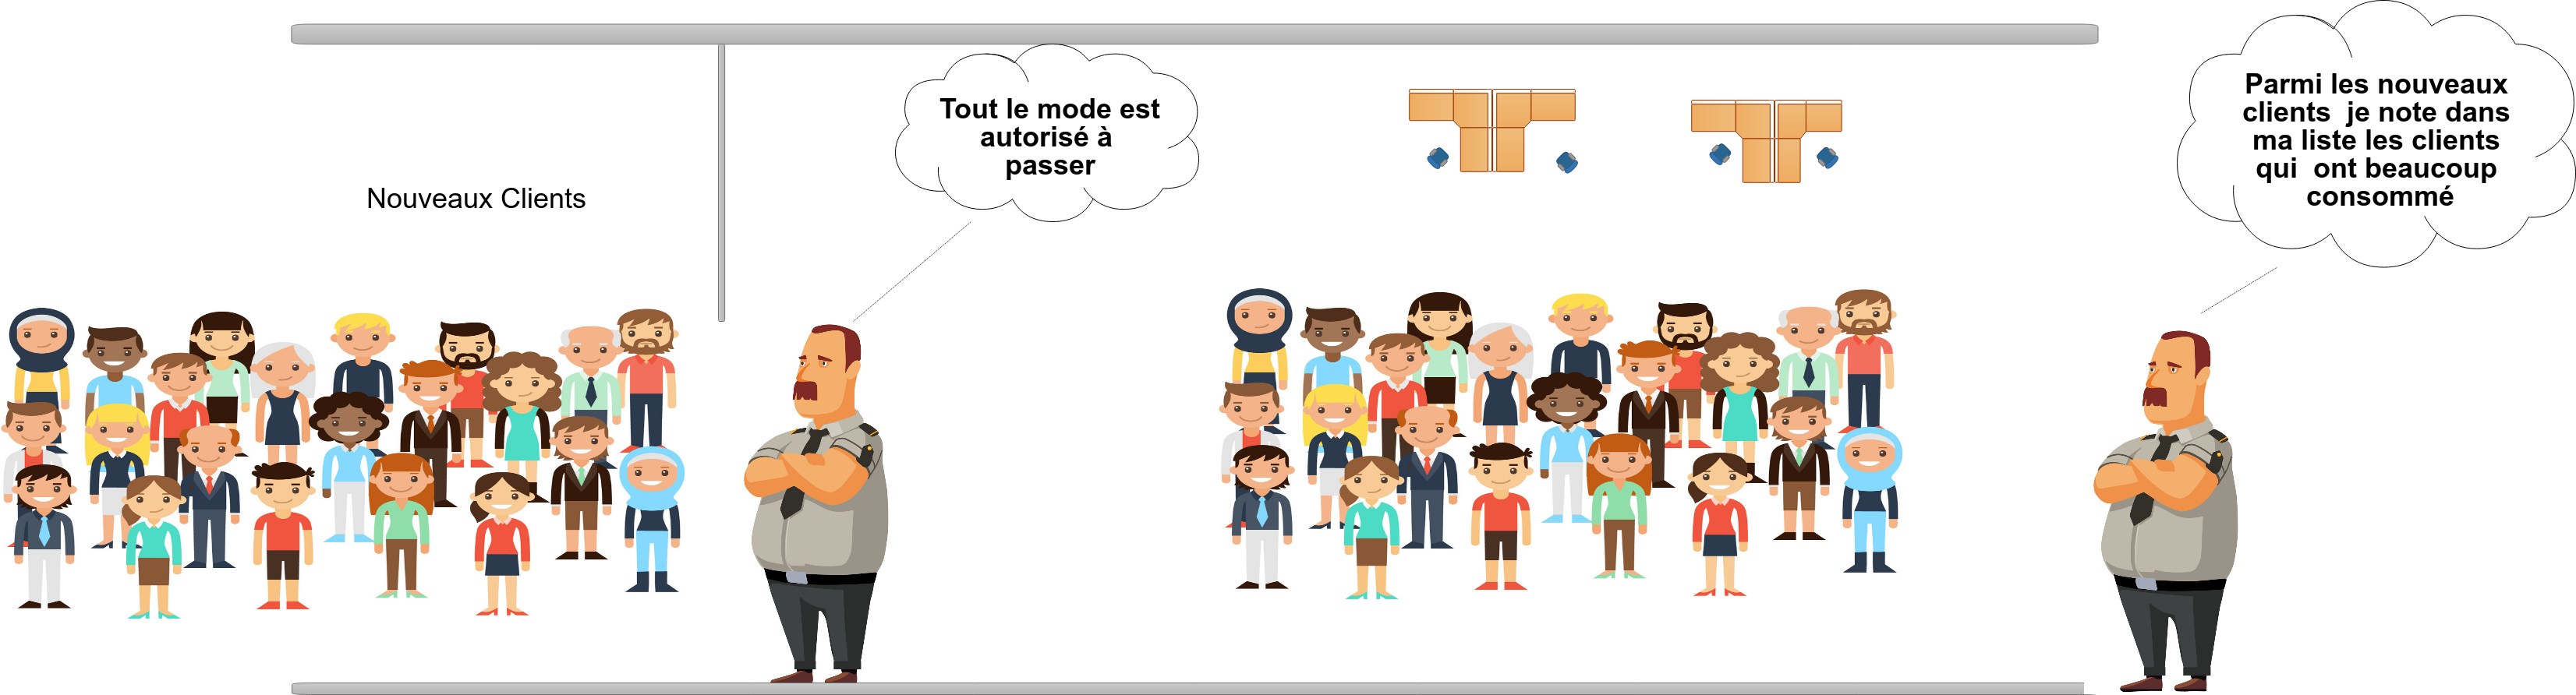 Nouveaux Clients
Tout le mode est
autorisé à
passer
Parmi les nouveaux
clients je note dans
ma liste les clients
qui ont beaucoup
consommé